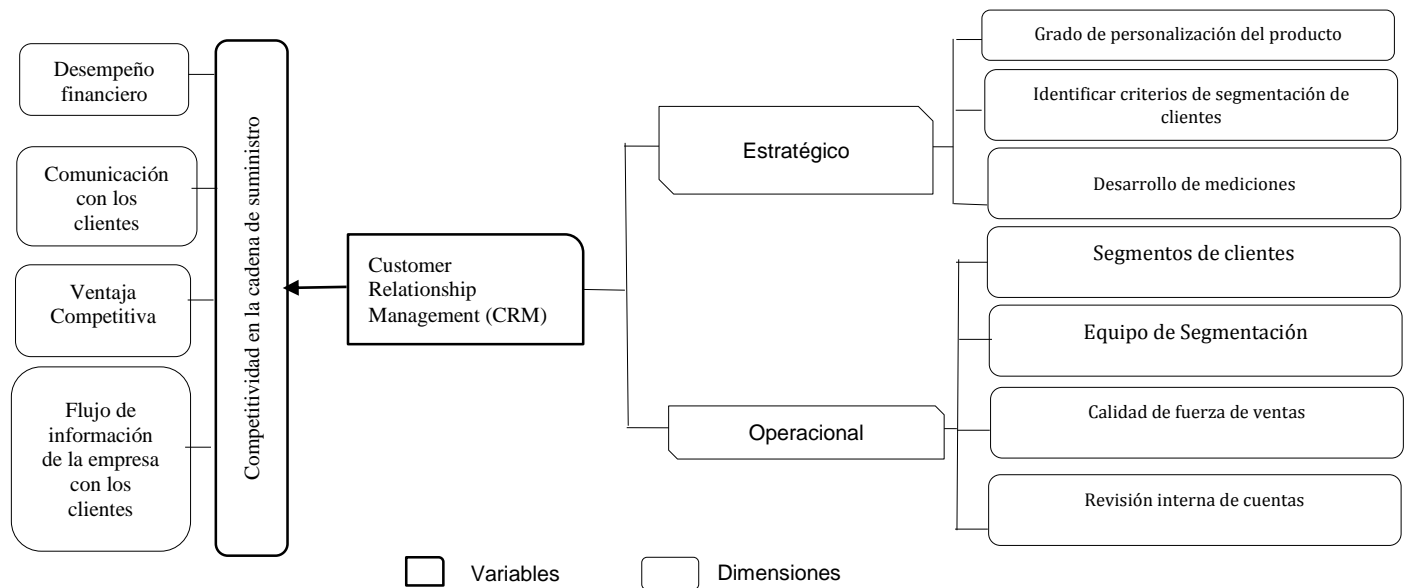 Desempeño
financiero
Comunicación
con los
clientes
Ventaja
Competitiva
Flujo de
información
de la empresa
con los
clientes
Competitividad en la cadena de suministro
Customer
Relationship
Management (CRM)
Estratégico
Operacional
Grado de personalización del producto
Identificar criterios de segmentación de
clientes
Desarrollo de mediciones
Segmentos de clientes
Equipo de Segmentación
Calidad de fuerza de ventas
Revisión interna de cuentas
Variables
Dimensiones